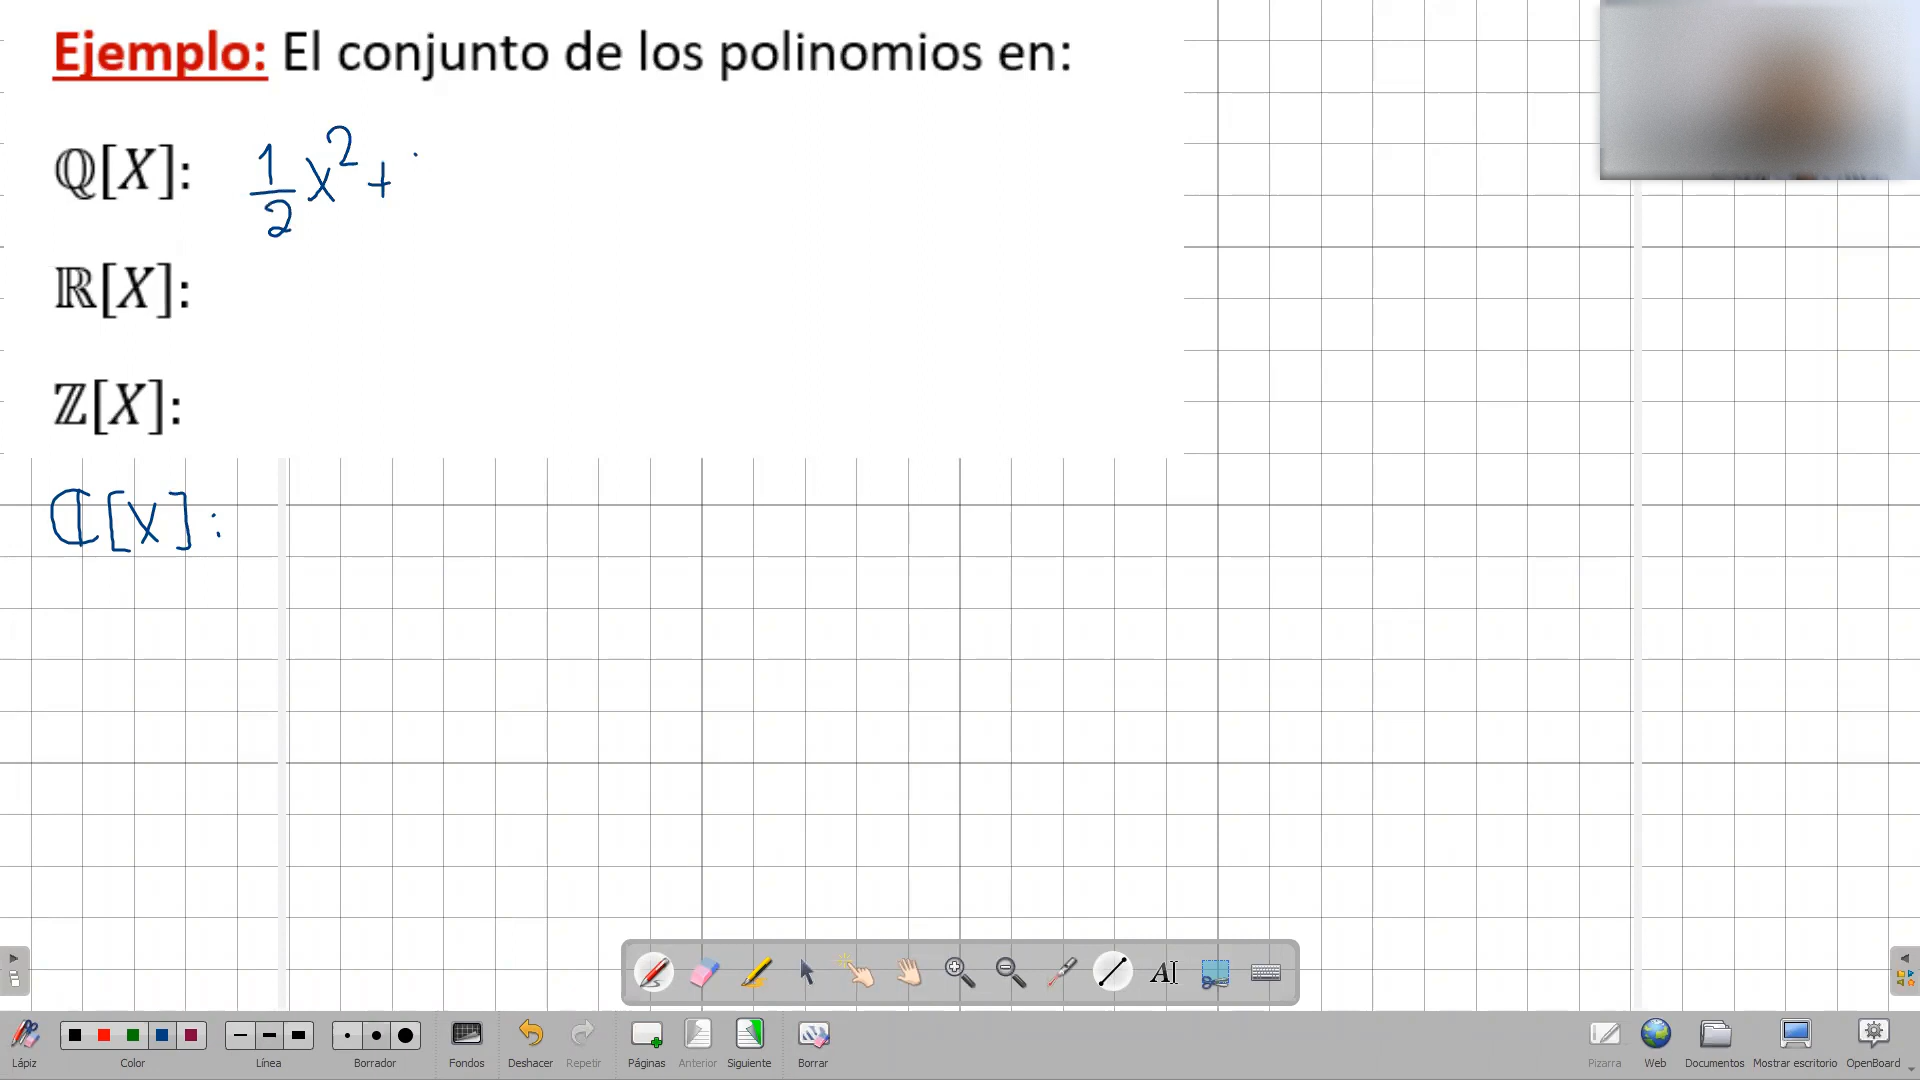 Ejemplo: El conjunto de los polinomios en:
ℚ[X]: 1/2 x² +
ℝ[X]:
ℤ[X]:
ℂ[X]:
Lápiz Color Línea Borrador Fondos Deshacer Repetir Páginas Anterior Siguiente Borrar Pizarra Web Documentos Mostrar escritorio OpenBoard